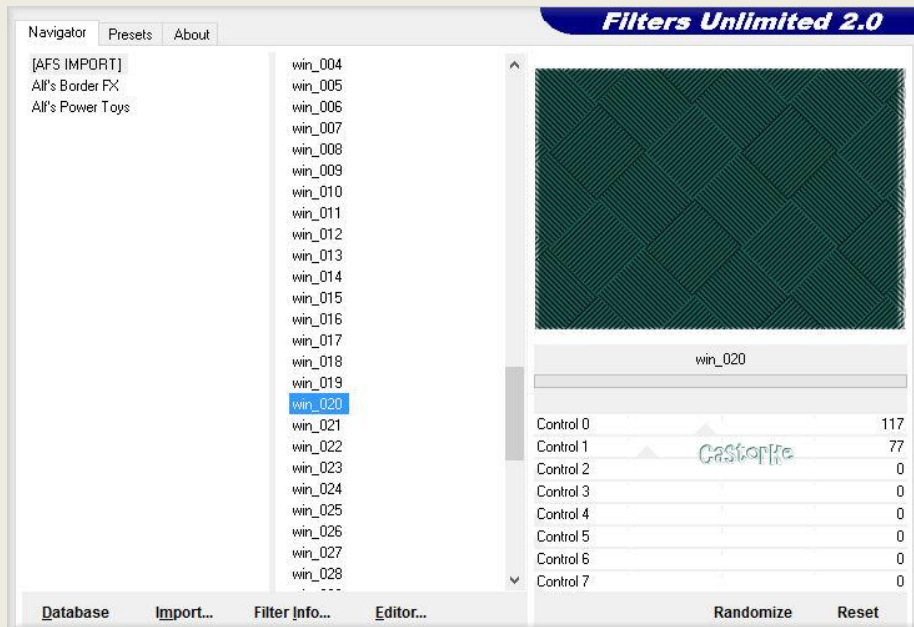 Filters Unlimited 2.0
Navigator Presets About
[AFS IMPORT]
Alf's Border FX
Alf's Power Toys
win_004
win_005
win_006
win_007
win_008
win_009
win_010
win_011
win_012
win_013
win_014
win_015
win_016
win_017
win_018
win_019
win_020
win_021
win_022
win_023
win_024
win_025
win_026
win_027
win_028
win_020
Control 0 117
Control 1 77
Control 2 0
Control 3 0
Control 4 0
Control 5 0
Control 6 0
Control 7 0
CaStorKe
Database Import... Filter Info... Editor... Randomize Reset